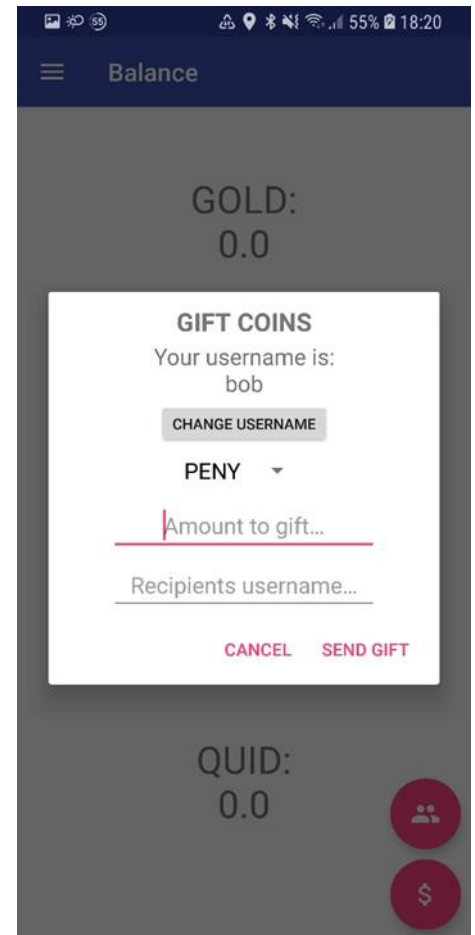 55 55% 18:20
Balance
GOLD:
0.0
GIFT COINS
Your username is:
bob
CHANGE USERNAME
PENY
Amount to gift...
Recipients username...
CANCEL SEND GIFT
QUID:
0.0
$